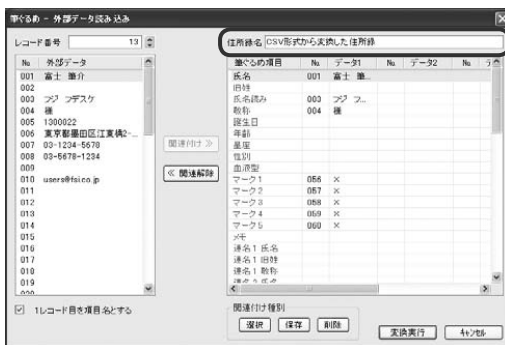 筆ぐるめ - 外部データ読み込み
レコード番号 13
住所録名 CSV形式から変換した住所録
No 外部データ
001 富士 筆介
002
003 フジ フデスケ
004 様
005 1300022
006 東京都墨田区江東橋2-...
007 03-1234-5678
008 03-5678-1234
009
010 users@fsi.co.jp
011
012
013
014
015
016
017
018
019
関連付け ≫
≪ 関連解除
筆ぐるめ項目 No データ1 No データ2 No
氏名 001 富士 筆...
旧姓
氏名読み 003 フジ フ...
敬称 004 様
誕生日
年齢
星座
性別
血液型
マーク1 056 ×
マーク2 057 ×
マーク3 058 ×
マーク4 059 ×
マーク5 060 ×
メモ
連名1 氏名
連名1 旧姓
連名1 敬称
1レコード目を項目名とする
関連付け種別
選択 保存 削除
変換実行 キャンセル